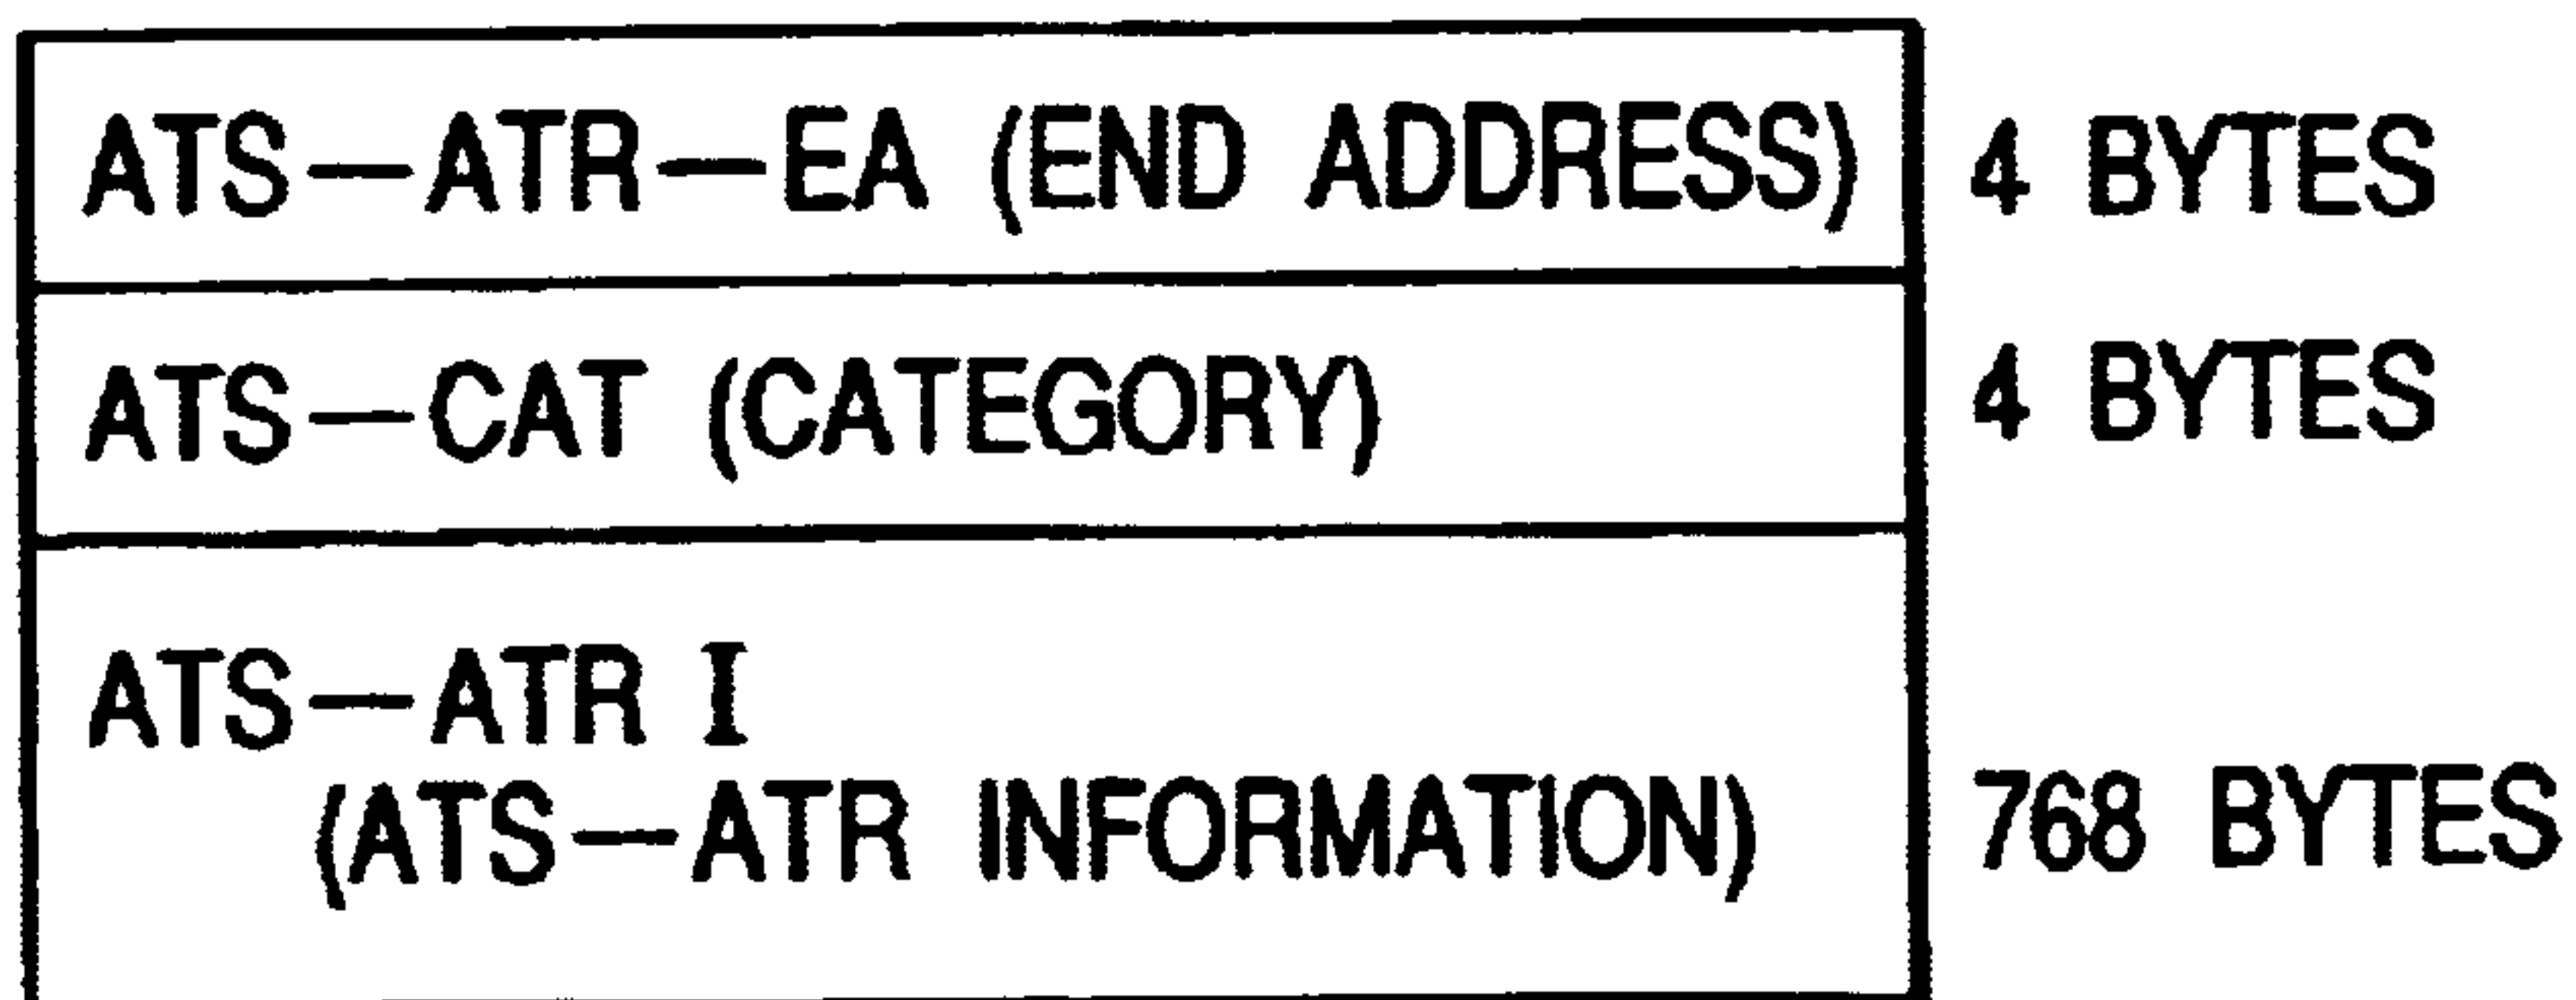 ATS—ATR—EA (END ADDRESS) 4 BYTES
ATS—CAT (CATEGORY) 4 BYTES
ATS—ATR I
(ATS—ATR INFORMATION) 768 BYTES